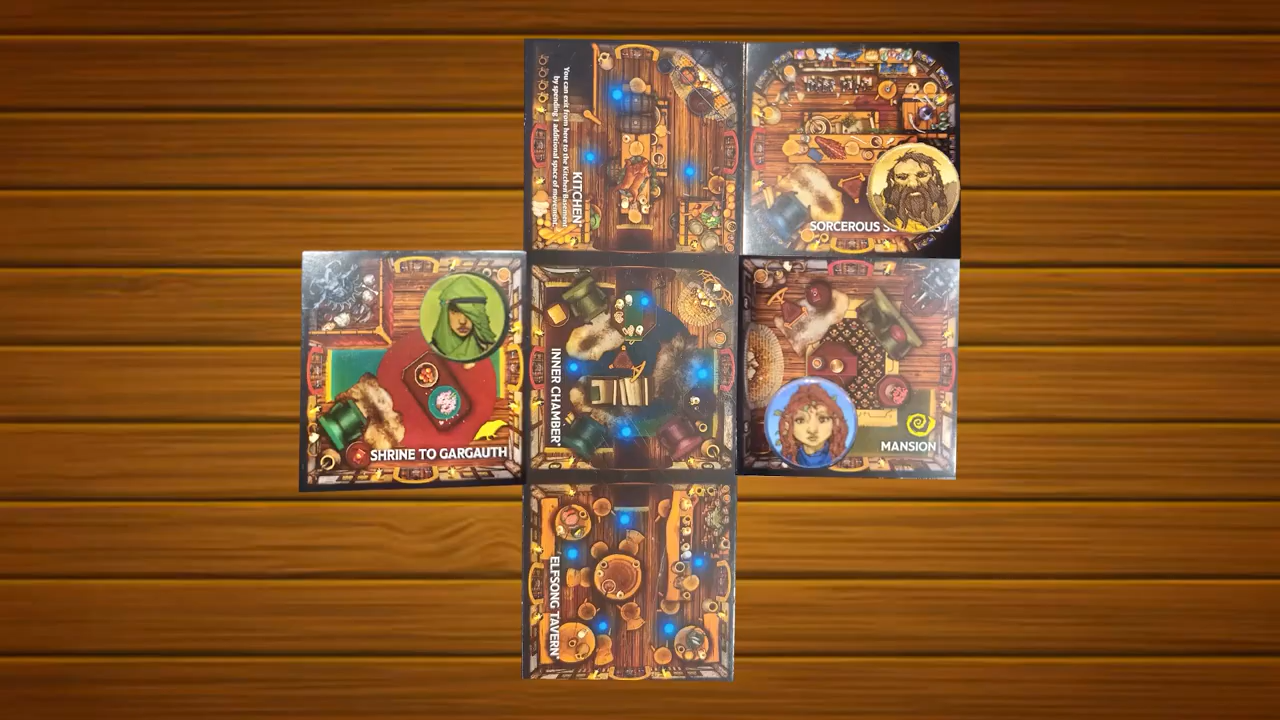 You can exit from here to the Kitchen Basement
by spending 1 additional space of movement.
KITCHEN
SORCEROUS
SHRINE TO GARGAUTH
INNER CHAMBER
MANSION
ELFSONG TAVERN